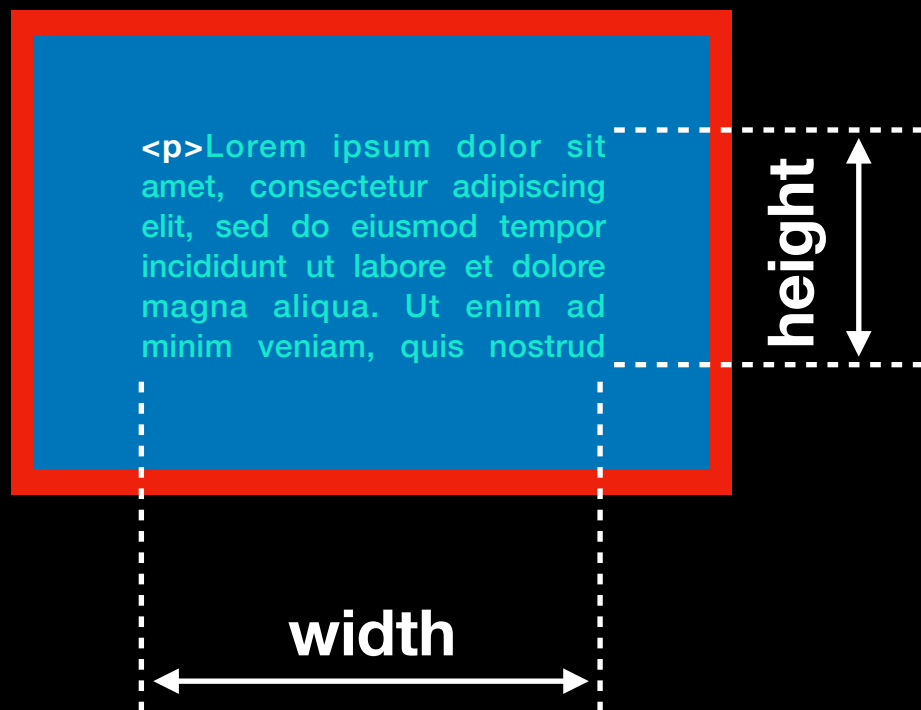 <p>Lorem ipsum dolor sit
amet, consectetur adipiscing
elit, sed do eiusmod tempor
incididunt ut labore et dolore
magna aliqua. Ut enim ad
minim veniam, quis nostrud
height
width